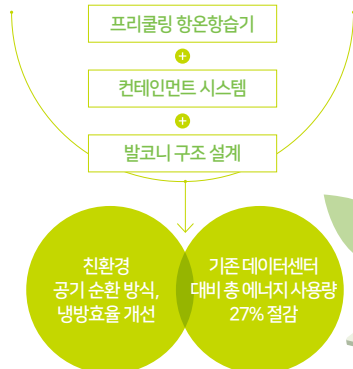 프리쿨링 항온항습기
+
컨테인먼트 시스템
+
발코니 구조 설계
친환경
공기 순환 방식,
냉방효율 개선
기존 데이터센터
대비 총 에너지 사용량
27% 절감